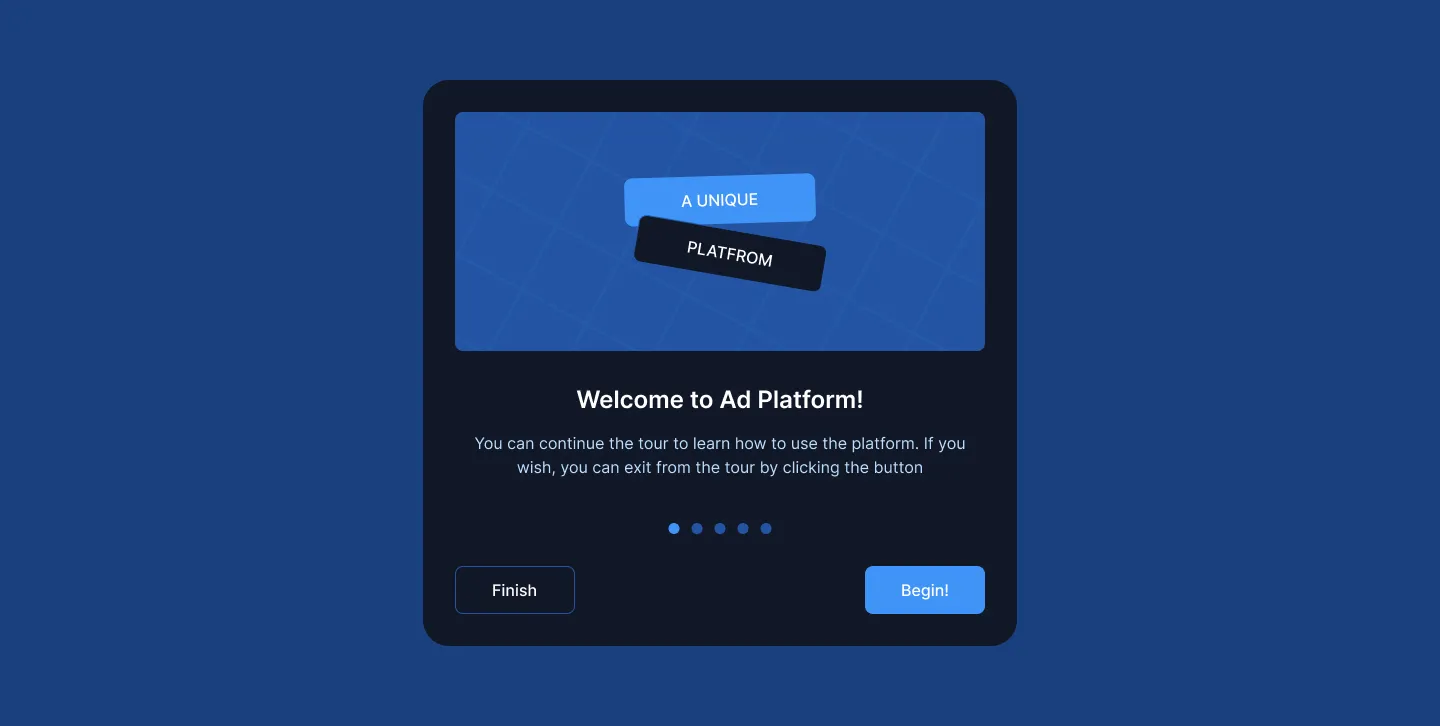 A UNIQUE
PLATFROM
Welcome to Ad Platform!
You can continue the tour to learn how to use the platform. If you
wish, you can exit from the tour by clicking the button
Finish
Begin!